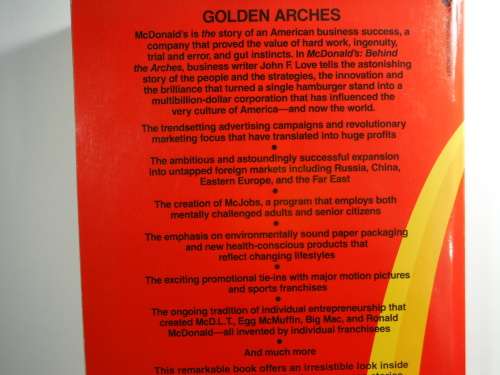 GOLDEN ARCHES
McDonald's is the story of an American business success, a
company that proved the value of hard work, ingenuity,
trial and error, and gut instincts. In McDonald's: Behind
the Arches, business writer John F. Love tells the astonishing
story of the people and the strategies, the innovation and
the brilliance that turned a single hamburger stand into a
multibillion-dollar corporation that has influenced the
very culture of America—and now the world.
The trendsetting advertising campaigns and revolutionary
marketing focus that have translated into huge profits
•
The ambitious and astoundingly successful expansion
into untapped foreign markets including Russia, China,
Eastern Europe, and the Far East
•
The creation of McJobs, a program that employs both
mentally challenged adults and senior citizens
•
The emphasis on environmentally sound paper packaging
and new health-conscious products that
reflect changing lifestyles
•
The exciting promotional tie-ins with major motion pictures
and sports franchises
•
The ongoing tradition of individual entrepreneurship that
created McD.L.T., Egg McMuffin, Big Mac, and Ronald
McDonald—all invented by individual franchisees
•
And much more
This remarkable book offers an irresistible look inside